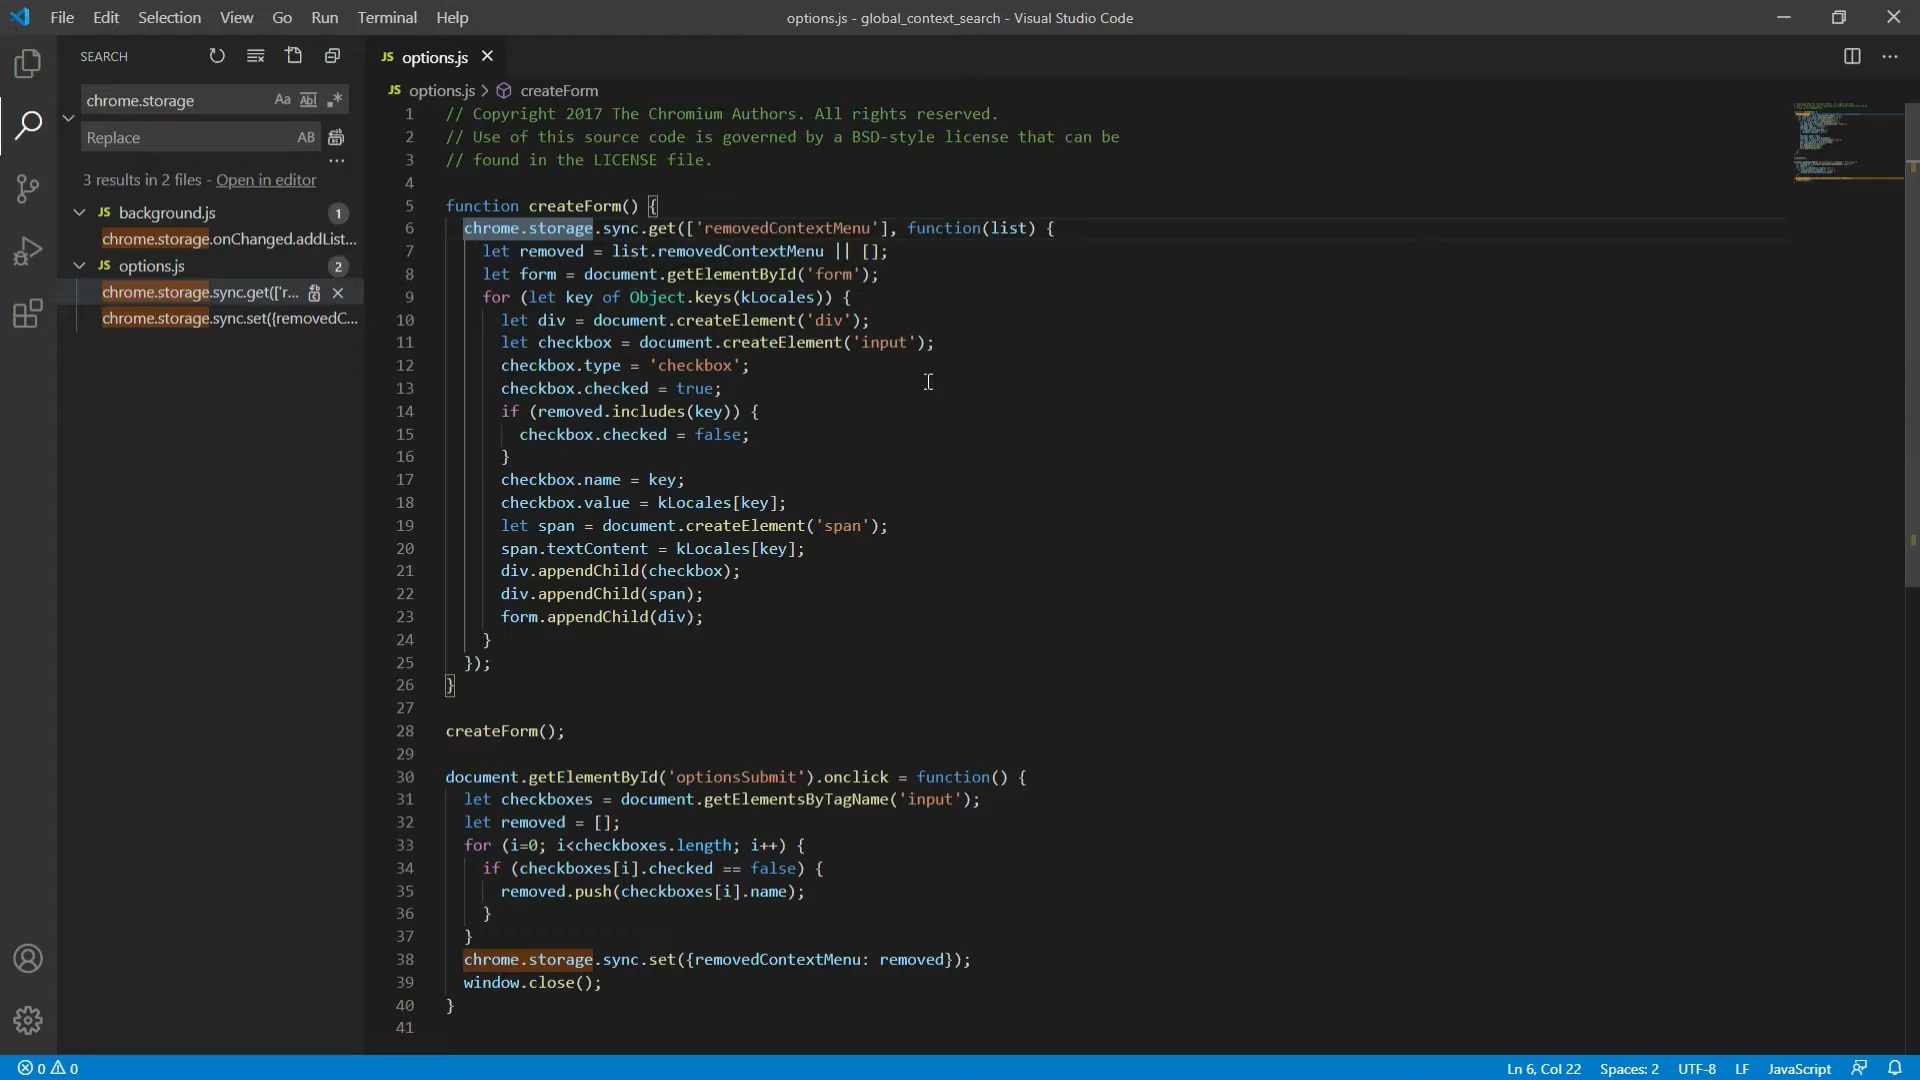 File Edit Selection View Go Run Terminal Help
options.js - global_context_search - Visual Studio Code
SEARCH
chrome.storage
Aa Ab .*
Replace
AB
...
3 results in 2 files - Open in editor
JS background.js 1
chrome.storage.onChanged.addList...
JS options.js 2
chrome.storage.sync.get(['r...
chrome.storage.sync.set({removedC...
JS options.js
JS options.js > createForm
1 // Copyright 2017 The Chromium Authors. All rights reserved.
2 // Use of this source code is governed by a BSD-style license that can be
3 // found in the LICENSE file.
4
5 function createForm() {
6 chrome.storage.sync.get(['removedContextMenu'], function(list) {
7 let removed = list.removedContextMenu || [];
8 let form = document.getElementById('form');
9 for (let key of Object.keys(kLocales)) {
10 let div = document.createElement('div');
11 let checkbox = document.createElement('input');
12 checkbox.type = 'checkbox';
13 checkbox.checked = true;
14 if (removed.includes(key)) {
15 checkbox.checked = false;
16 }
17 checkbox.name = key;
18 checkbox.value = kLocales[key];
19 let span = document.createElement('span');
20 span.textContent = kLocales[key];
21 div.appendChild(checkbox);
22 div.appendChild(span);
23 form.appendChild(div);
24 }
25 });
26 }
27
28 createForm();
29
30 document.getElementById('optionsSubmit').onclick = function() {
31 let checkboxes = document.getElementsByTagName('input');
32 let removed = [];
33 for (i=0; i<checkboxes.length; i++) {
34 if (checkboxes[i].checked == false) {
35 removed.push(checkboxes[i].name);
36 }
37 }
38 chrome.storage.sync.set({removedContextMenu: removed});
39 window.close();
40 }
41
0 0
Ln 6, Col 22 Spaces: 2 UTF-8 LF JavaScript